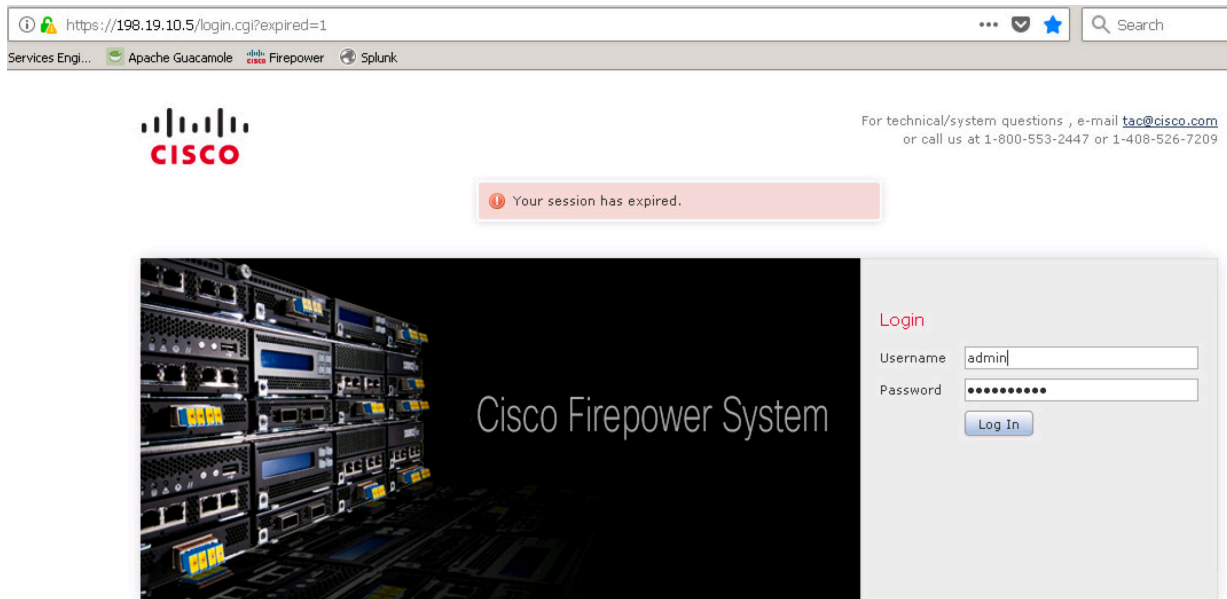 https://198.19.10.5/login.cgi?expired=1
Search
Services Engi... Apache Guacamole cisco Firepower Splunk
CISCO
For technical/system questions , e-mail tac@cisco.com
or call us at 1-800-553-2447 or 1-408-526-7209
Your session has expired.
Cisco Firepower System
Login
Username admin
Password ••••••••••
Log In